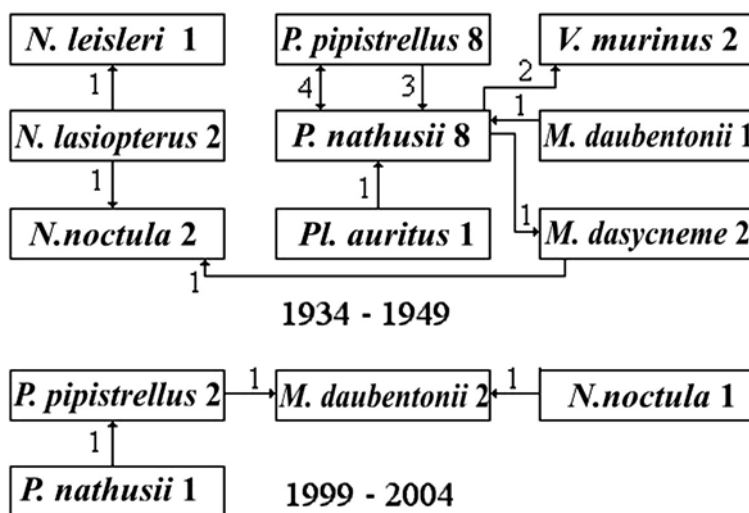 N. leisleri 1
P. pipistrellus 8
V. murinus 2
1
4
3
2
1
N. lasiopterus 2
P. nathusii 8
M. daubentonii 1
1
1
1
N.noctula 2
Pl. auritus 1
M. dasycneme 2
1
1934 - 1949
P. pipistrellus 2
1
M. daubentonii 2
1
N.noctula 1
1
P. nathusii 1
1999 - 2004